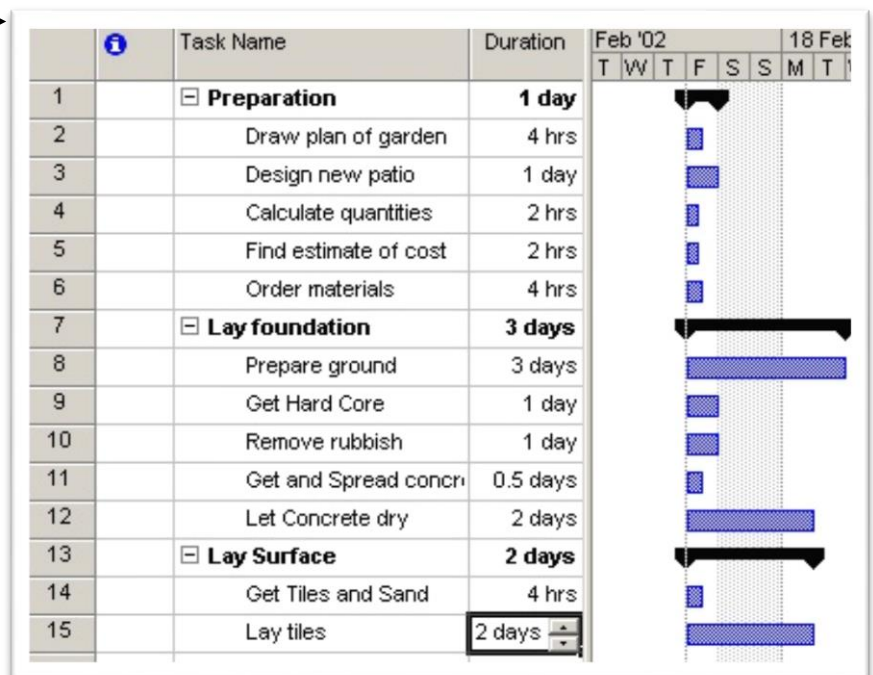 Task Name Duration Feb '02 18 Feb
T W T F S S M T
1 Preparation 1 day
2 Draw plan of garden 4 hrs
3 Design new patio 1 day
4 Calculate quantities 2 hrs
5 Find estimate of cost 2 hrs
6 Order materials 4 hrs
7 Lay foundation 3 days
8 Prepare ground 3 days
9 Get Hard Core 1 day
10 Remove rubbish 1 day
11 Get and Spread concr 0.5 days
12 Let Concrete dry 2 days
13 Lay Surface 2 days
14 Get Tiles and Sand 4 hrs
15 Lay tiles 2 days